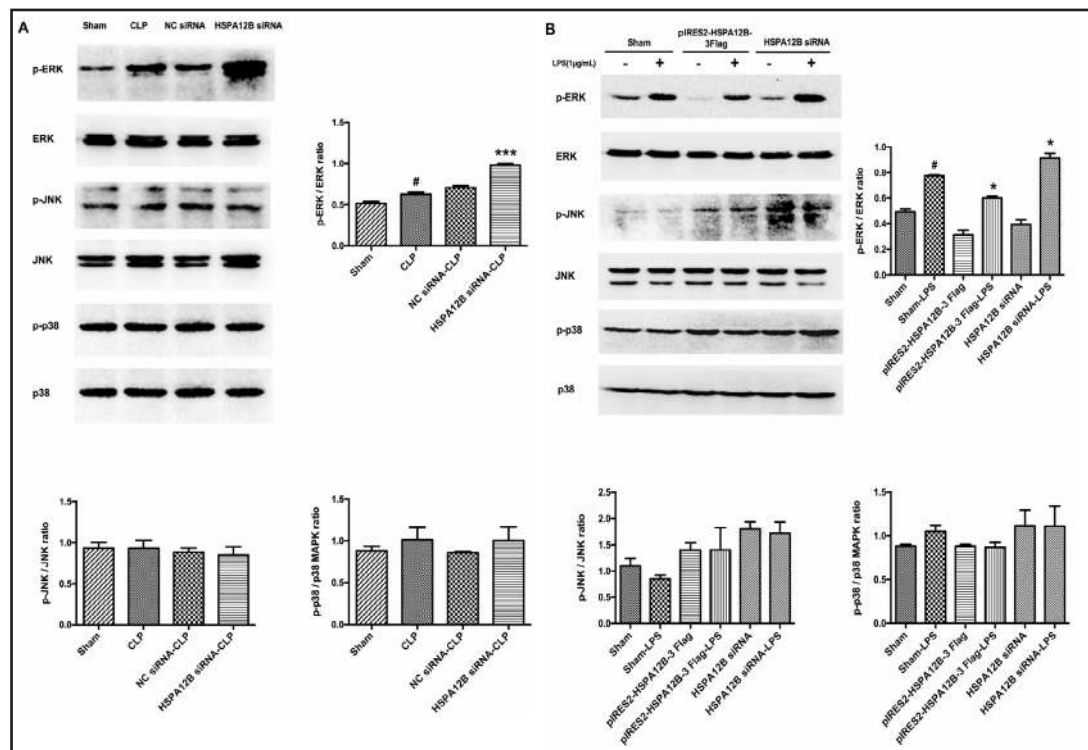 A
Sham CLP NC siRNA HSPA12B siRNA
p-ERK
ERK
p-JNK
JNK
p-p38
p38
p-ERK / ERK ratio
1.5
1.0
0.5
0.0
#
***
Sham
CLP
NC siRNA-CLP
HSPA12B siRNA-CLP
p-JNK / JNK ratio
1.5
1.0
0.5
0.0
Sham
CLP
NC siRNA-CLP
HSPA12B siRNA-CLP
p-p38 / p38 MAPK ratio
1.5
1.0
0.5
0.0
Sham
CLP
NC siRNA-CLP
HSPA12B siRNA-CLP
B
Sham
pIRES2-HSPA12B-
3Flag
HSPA12B siRNA
LPS(1μg/mL) - + - + - +
p-ERK
ERK
p-JNK
JNK
p-p38
p38
p-ERK / ERK ratio
1.0
0.8
0.6
0.4
0.2
0.0
#
*
*
Sham
Sham-LPS
pIRES2-HSPA12B-3 Flag
pIRES2-HSPA12B-3 Flag-LPS
HSPA12B siRNA
HSPA12B siRNA-LPS
p-JNK / JNK ratio
2.5
2.0
1.5
1.0
0.5
0.0
Sham
Sham-LPS
pIRES2-HSPA12B-3 Flag
pIRES2-HSPA12B-3 Flag-LPS
HSPA12B siRNA
HSPA12B siRNA-LPS
p-p38 / p38 MAPK ratio
1.5
1.0
0.5
0.0
Sham
Sham-LPS
pIRES2-HSPA12B-3 Flag
pIRES2-HSPA12B-3 Flag-LPS
HSPA12B siRNA
HSPA12B siRNA-LPS